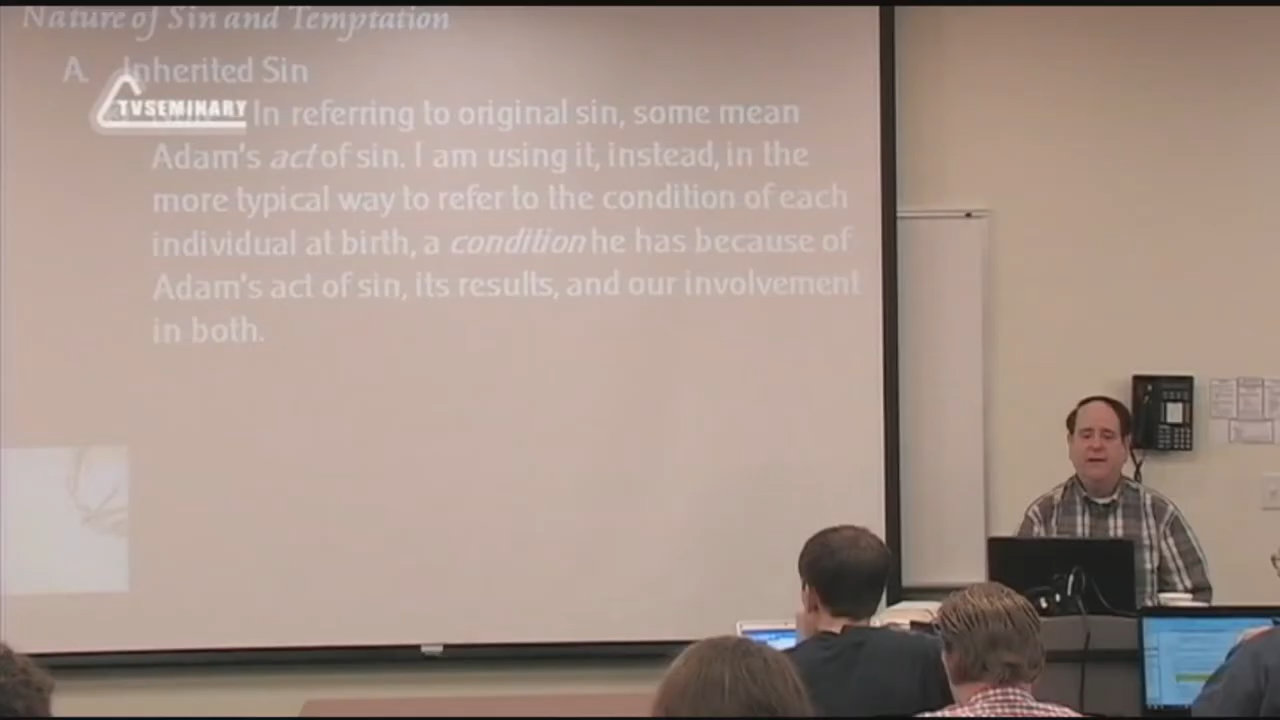 Nature of Sin and Temptation
A. Inherited Sin
TVSEMINARY
In referring to original sin, some mean
Adam's act of sin. I am using it, instead, in the
more typical way to refer to the condition of each
individual at birth, a condition he has because of
Adam's act of sin, its results, and our involvement
in both.